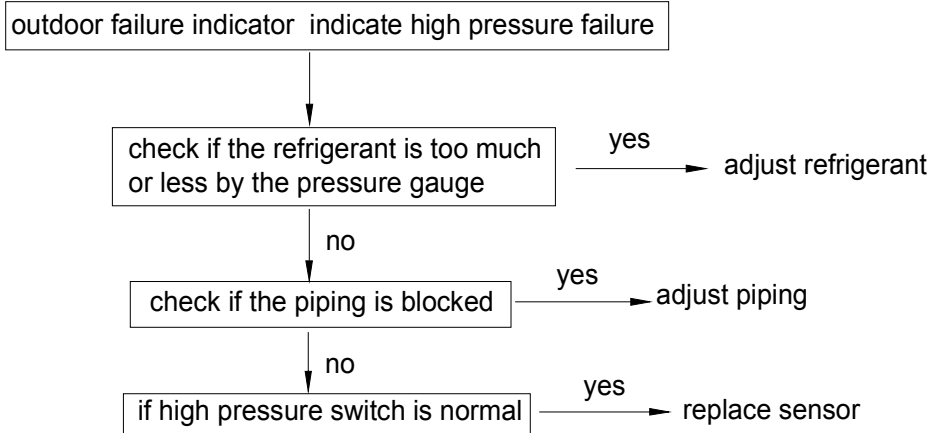 outdoor failure indicator  indicate high pressure failure
check if the refrigerant is too much
or less by the pressure gauge
yes
adjust refrigerant
no
check if the piping is blocked
yes
adjust piping
no
if high pressure switch is normal
yes
replace sensor